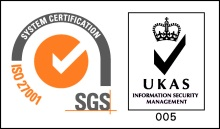 SYSTEM CERTIFICATION
ISO 27001
SGS
UKAS
INFORMATION SECURITY
MANAGEMENT
005